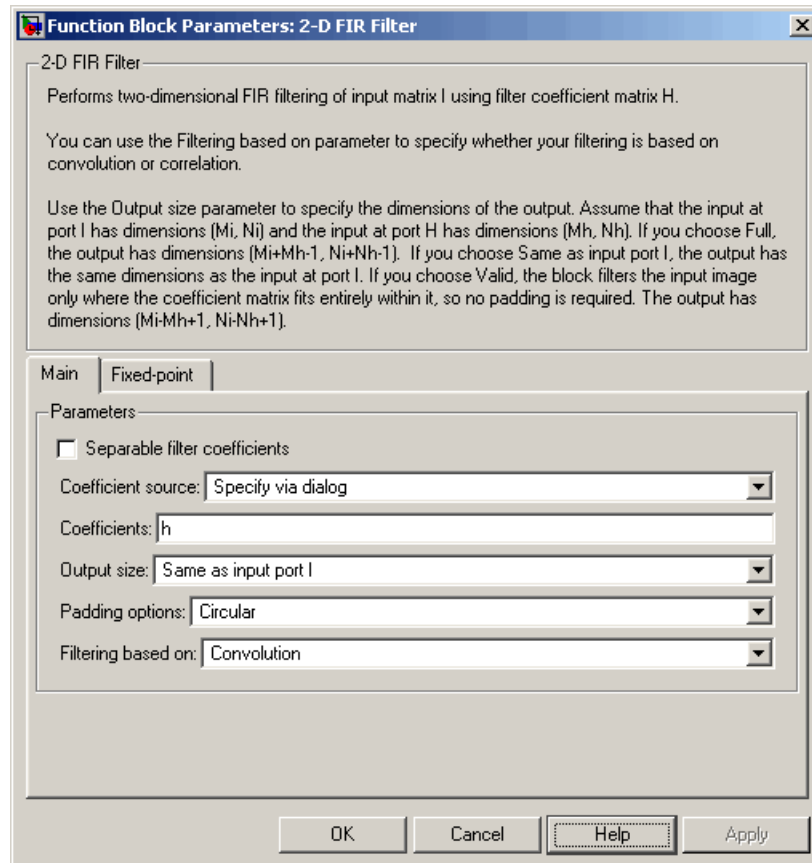 Function Block Parameters: 2-D FIR Filter
2-D FIR Filter
Performs two-dimensional FIR filtering of input matrix I using filter coefficient matrix H.
You can use the Filtering based on parameter to specify whether your filtering is based on
convolution or correlation.
Use the Output size parameter to specify the dimensions of the output. Assume that the input at
port I has dimensions (Mi, Ni) and the input at port H has dimensions (Mh, Nh). If you choose Full,
the output has dimensions (Mi+Mh-1, Ni+Nh-1).  If you choose Same as input port I, the output has
the same dimensions as the input at port I. If you choose Valid, the block filters the input image
only where the coefficient matrix fits entirely within it, so no padding is required. The output has
dimensions (Mi-Mh+1, Ni-Nh+1).
Main Fixed-point
Parameters
Separable filter coefficients
Coefficient source: Specify via dialog
Coefficients: h
Output size: Same as input port I
Padding options: Circular
Filtering based on: Convolution
OK Cancel Help Apply